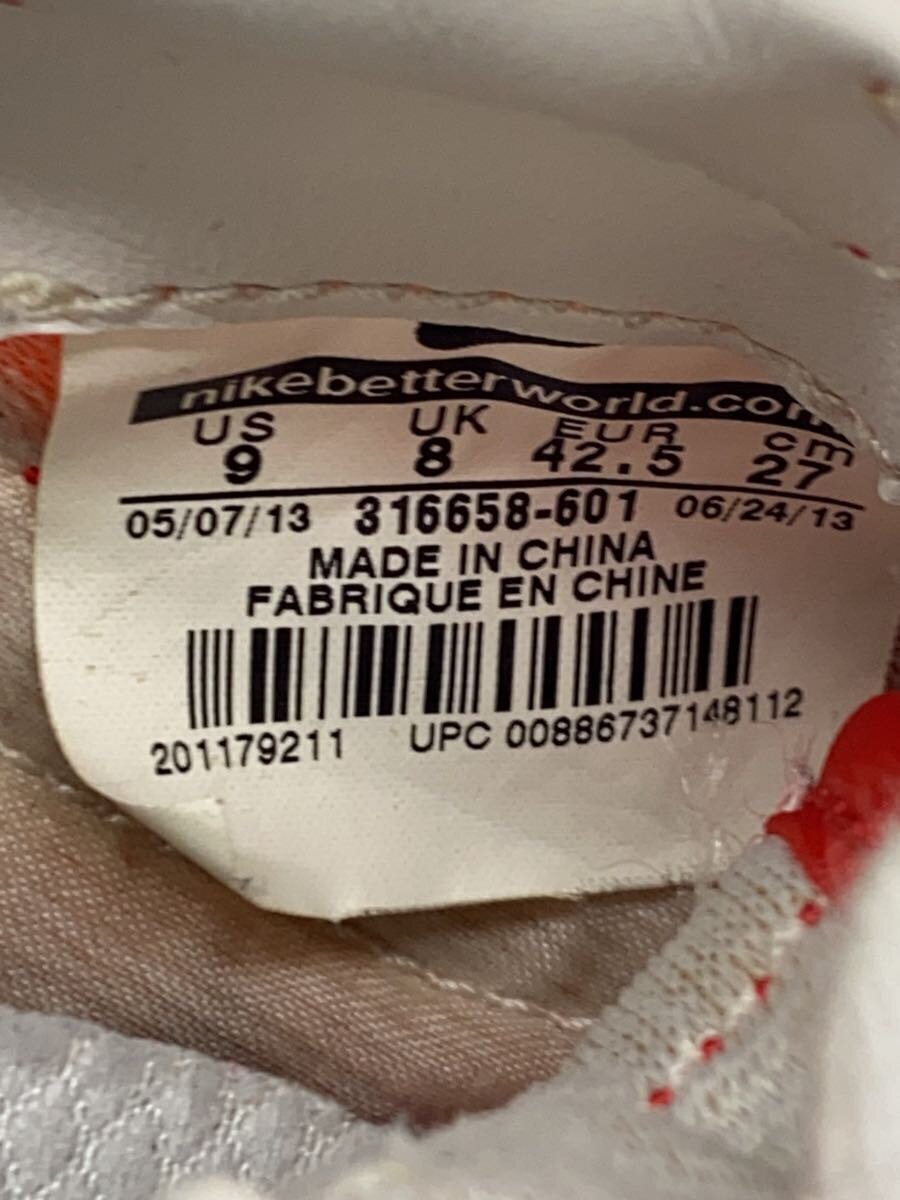 nikebetterworld.com
US UK EUR cm
9 8 42.5 27
05/07/13 316658-601 06/24/13
MADE IN CHINA
FABRIQUE EN CHINE
201179211 UPC 00886737148112